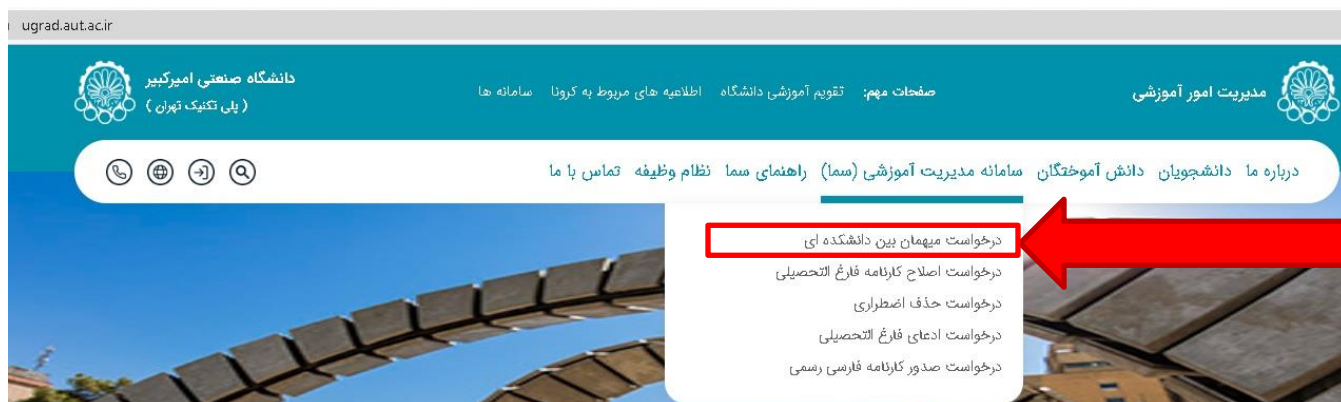 ugrad.aut.ac.ir
مدیریت امور آموزشی
صفحات مهم: تقویم آموزشی دانشگاه اطلاعیه های مربوط به کرونا سامانه ها
دانشگاه صنعتی امیرکبیر
( پلی تکنیک تهران )
درباره ما دانشجویان دانش آموختگان سامانه مدیریت آموزشی (سما) راهنمای سما نظام وظیفه تماس با ما
درخواست میهمان بین دانشکده ای
درخواست اصلاح کارنامه فارغ التحصیلی
درخواست حذف اضطراری
درخواست ادعای فارغ التحصیلی
درخواست صدور کارنامه فارسی رسمی